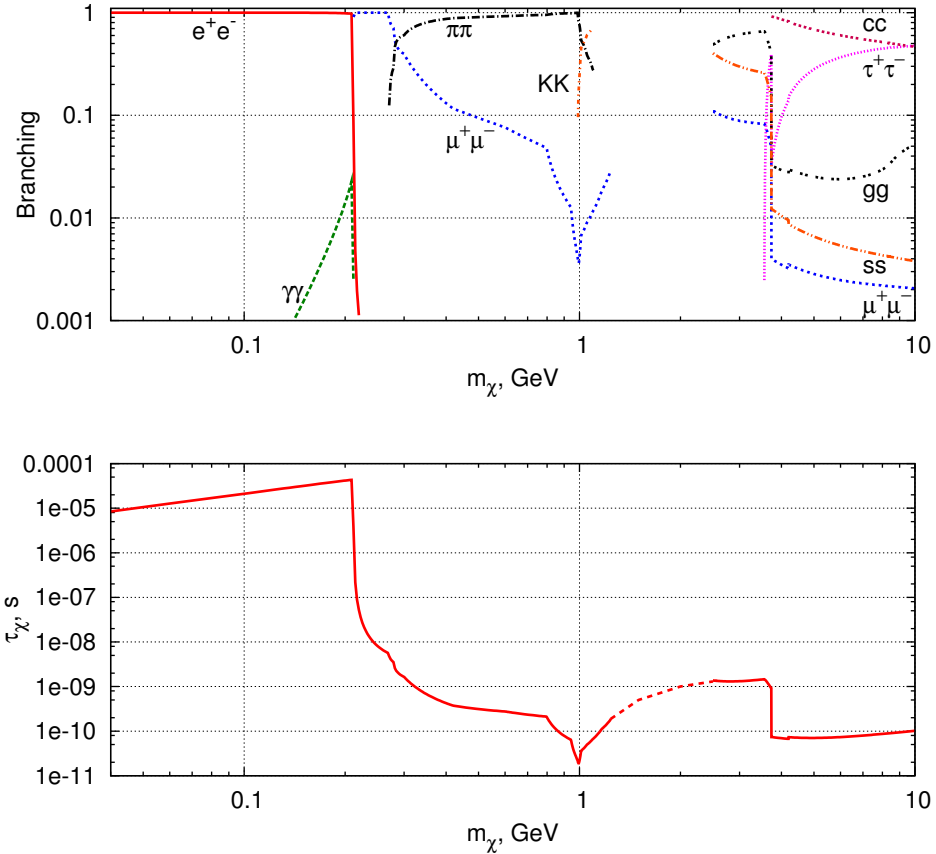 1
0.1
0.01
0.001
Branching
e⁺e⁻
ππ
KK
μ⁺μ⁻
γγ
cc
τ⁺τ⁻
gg
ss
μ⁺μ⁻
0.1 1 10
m_χ, GeV
0.0001
1e-05
1e-06
1e-07
1e-08
1e-09
1e-10
1e-11
τ_χ, s
0.1 1 10
m_χ, GeV